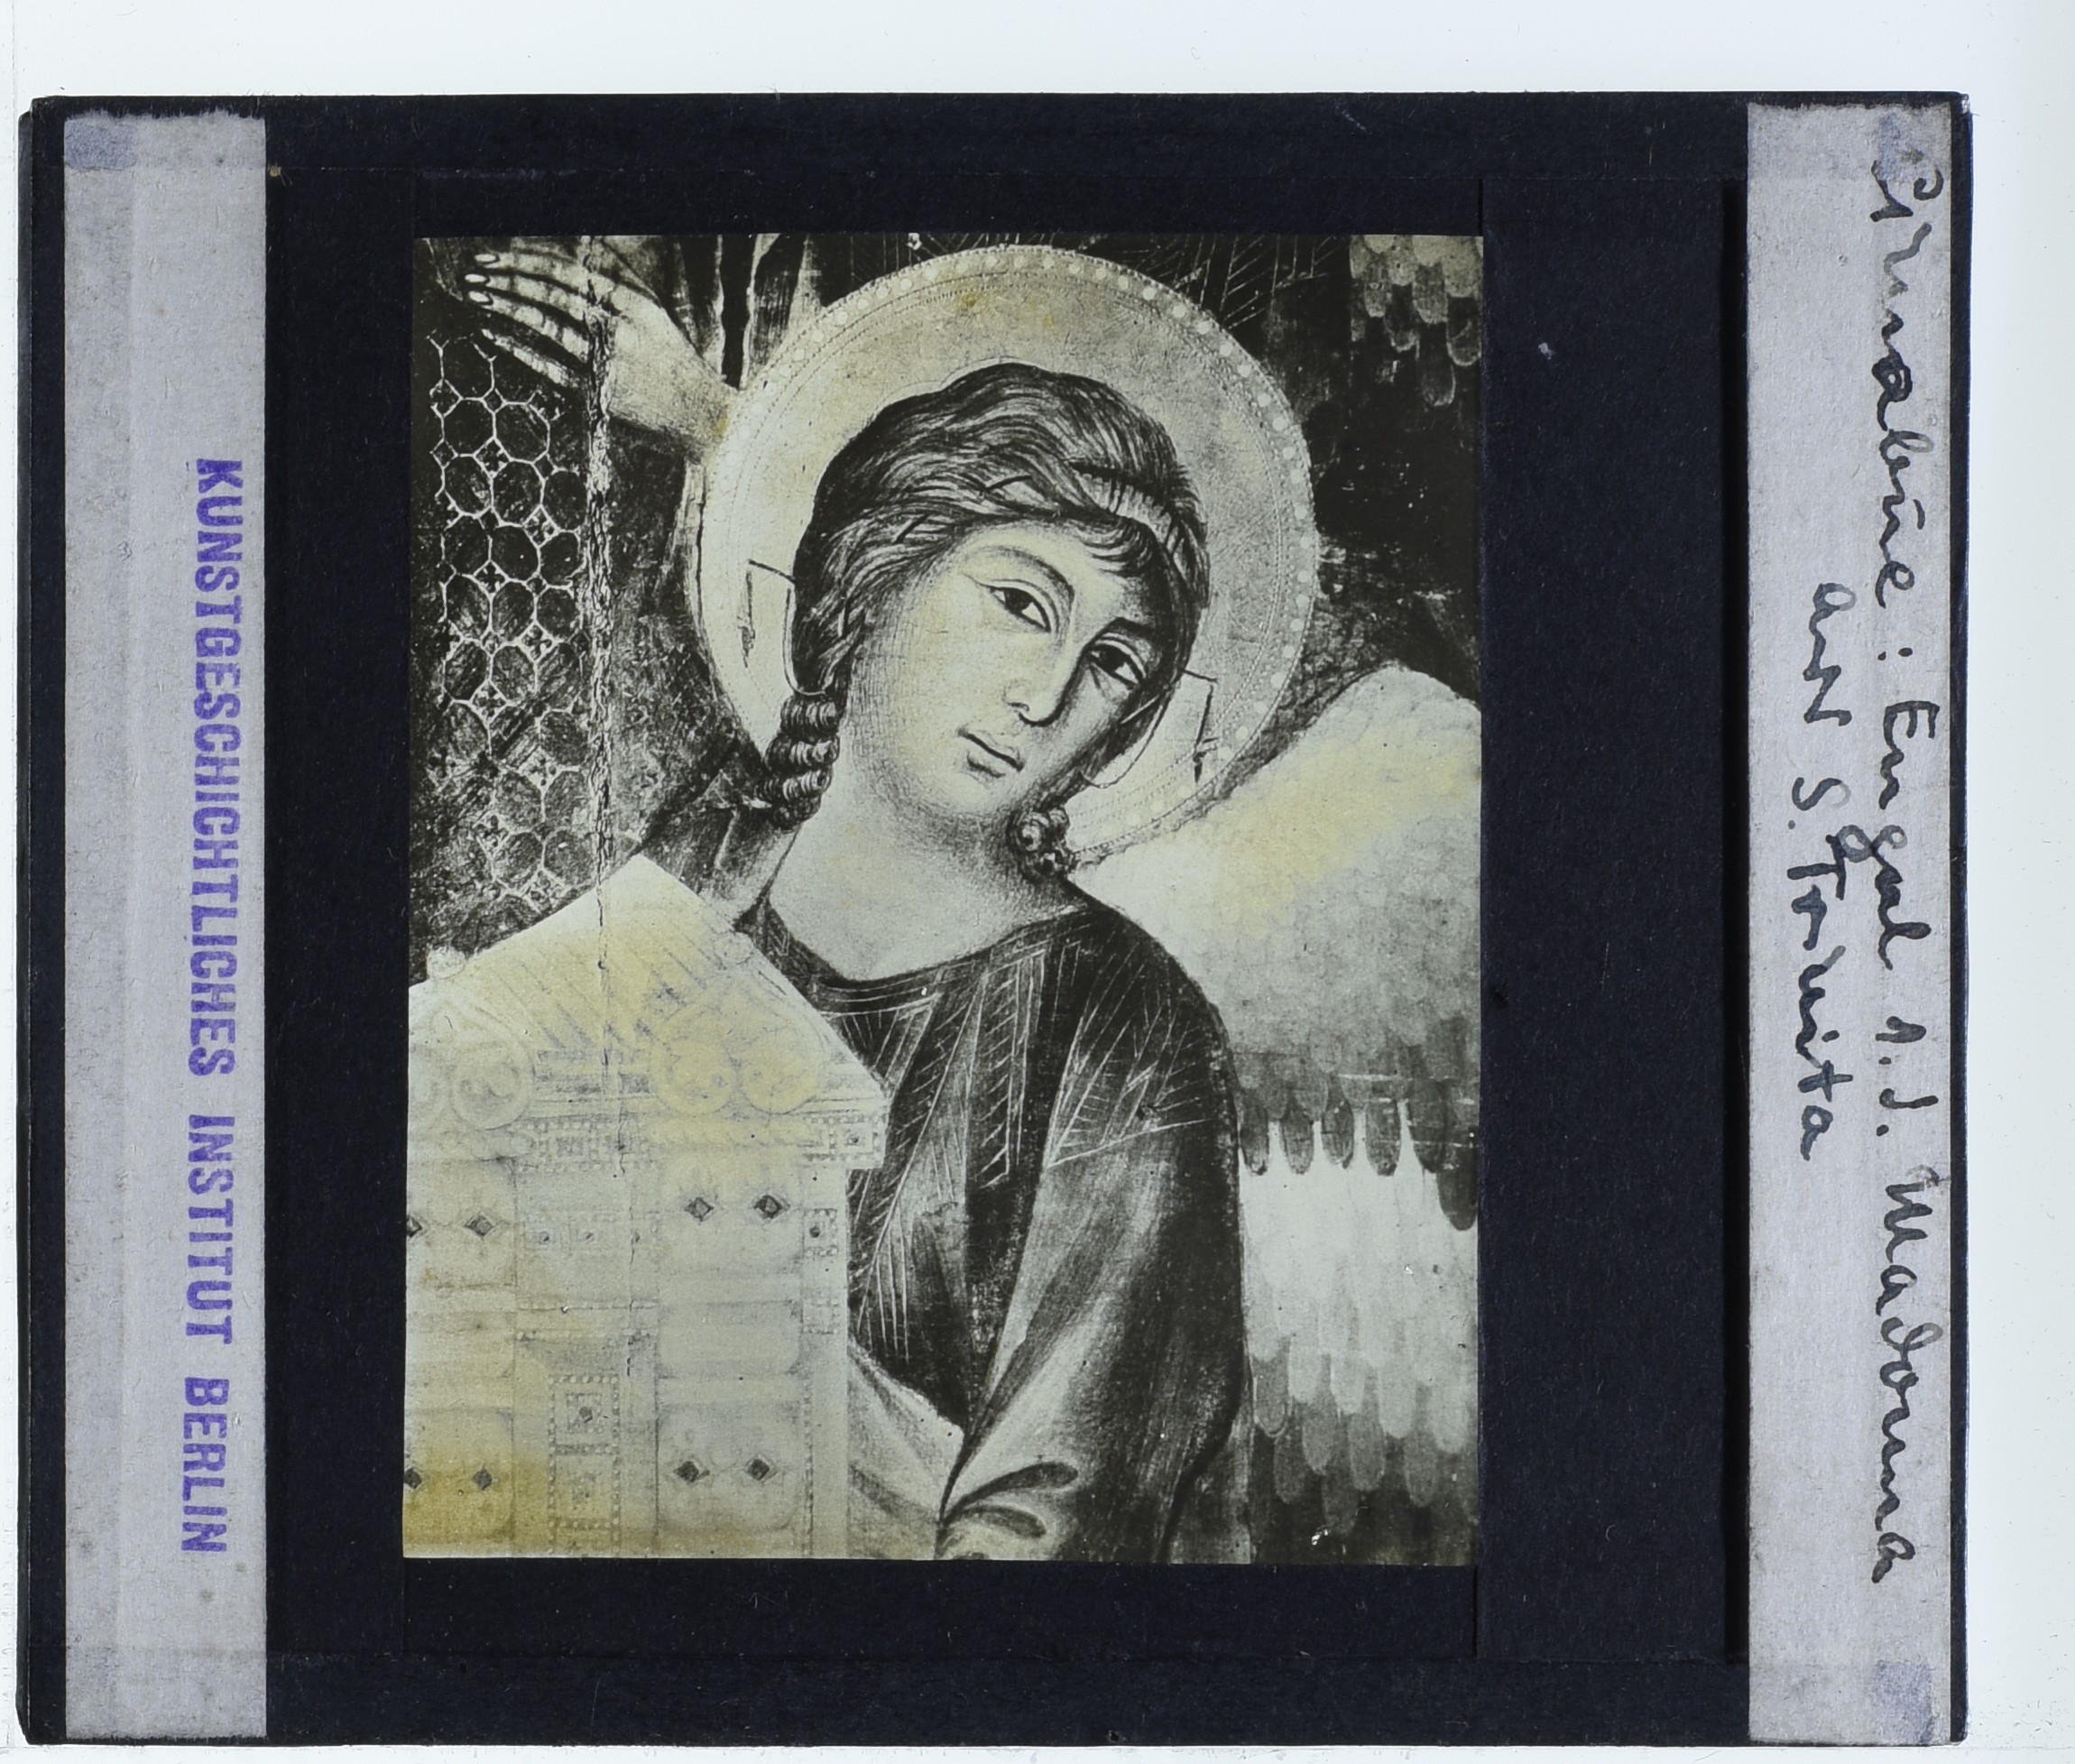 KUNSTGESCHICHTLICHES INSTITUT BERLIN
Cimabue: Engel a. d. Madonna
aus S. Trinita